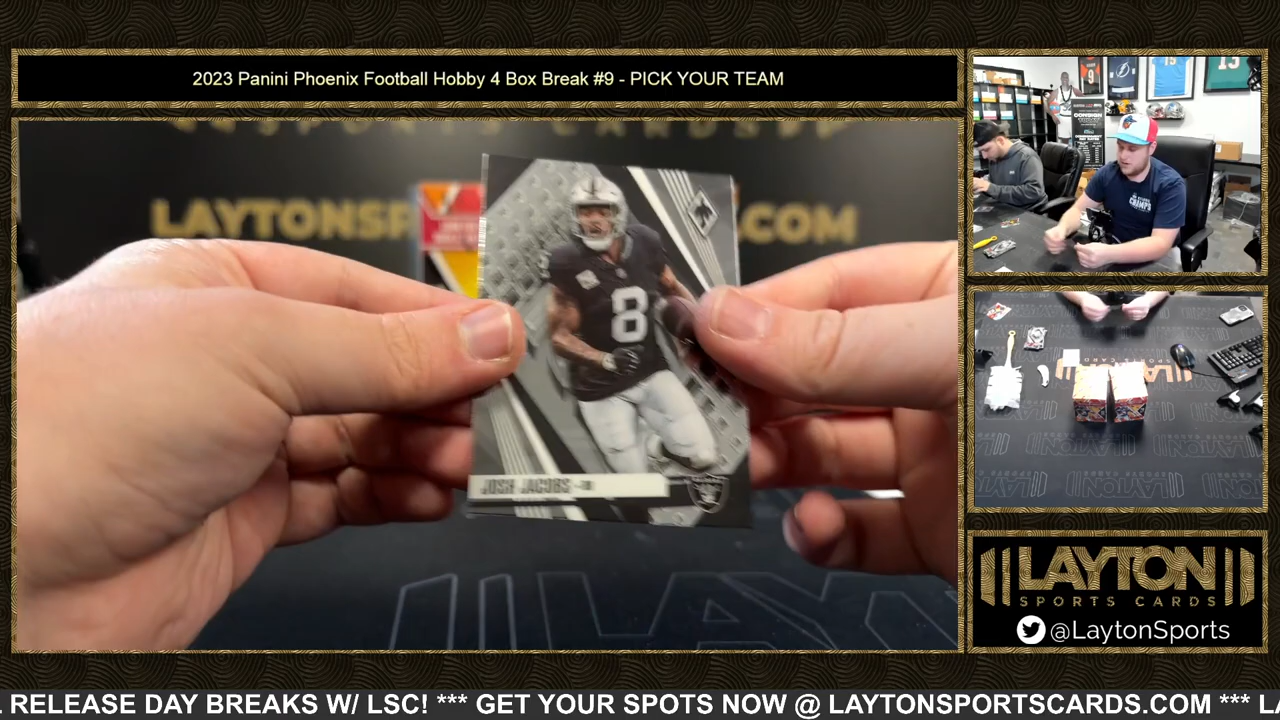 2023 Panini Phoenix Football Hobby 4 Box Break #9 - PICK YOUR TEAM
LAYTONSP
.COM
8
JOSH JACOBS - RB
LAYTON
SPORTS CARDS
@LaytonSports
RELEASE DAY BREAKS W/ LSC! *** GET YOUR SPOTS NOW @ LAYTONSPORTSCARDS.COM *** LA